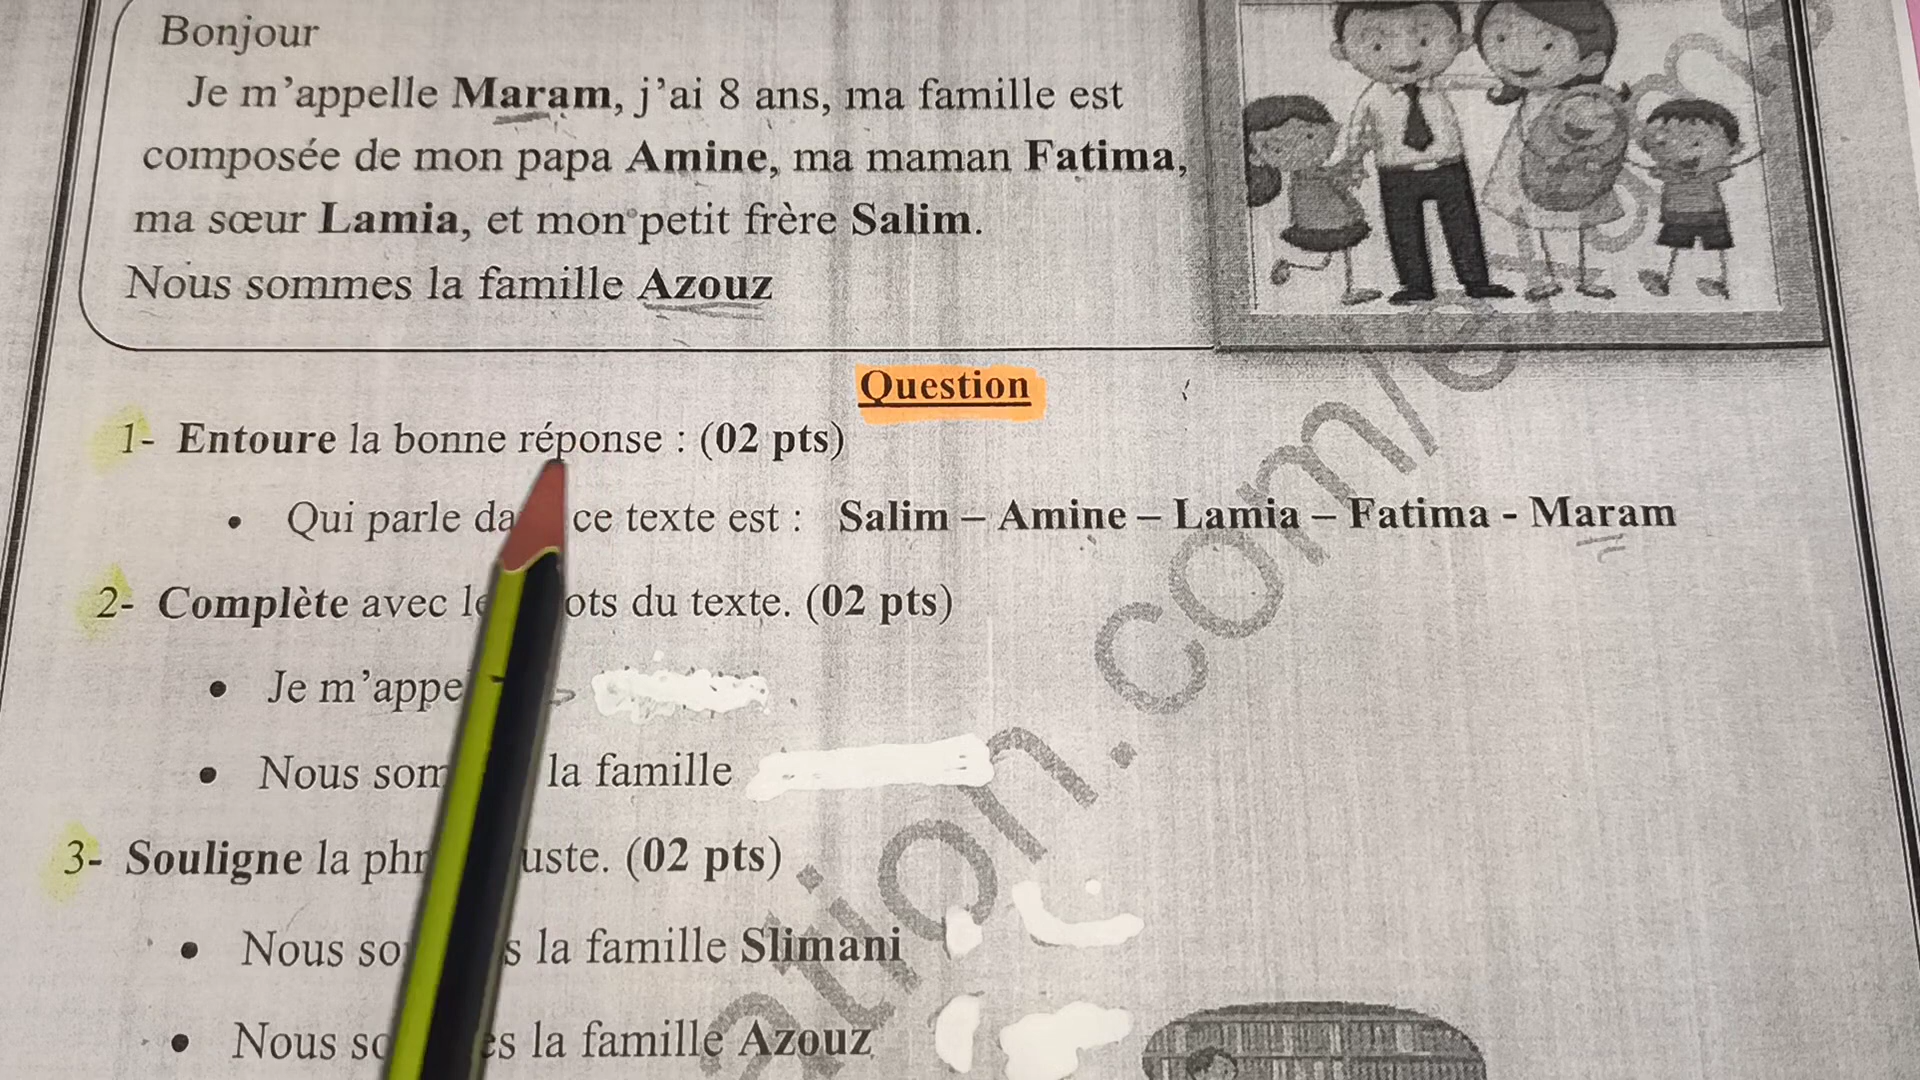 Bonjour
Je m'appelle Maram, j'ai 8 ans, ma famille est
composée de mon papa Amine, ma maman Fatima,
ma sœur Lamia, et mon petit frère Salim.
Nous sommes la famille Azouz
Question
1- Entoure la bonne réponse : (02 pts)
• Qui parle da ce texte est : Salim – Amine – Lamia – Fatima - Maram
2- Complète avec le ots du texte. (02 pts)
• Je m'appe
• Nous som la famille
3- Souligne la phr uste. (02 pts)
• Nous so s la famille Slimani
• Nous so es la famille Azouz
ation.com/e